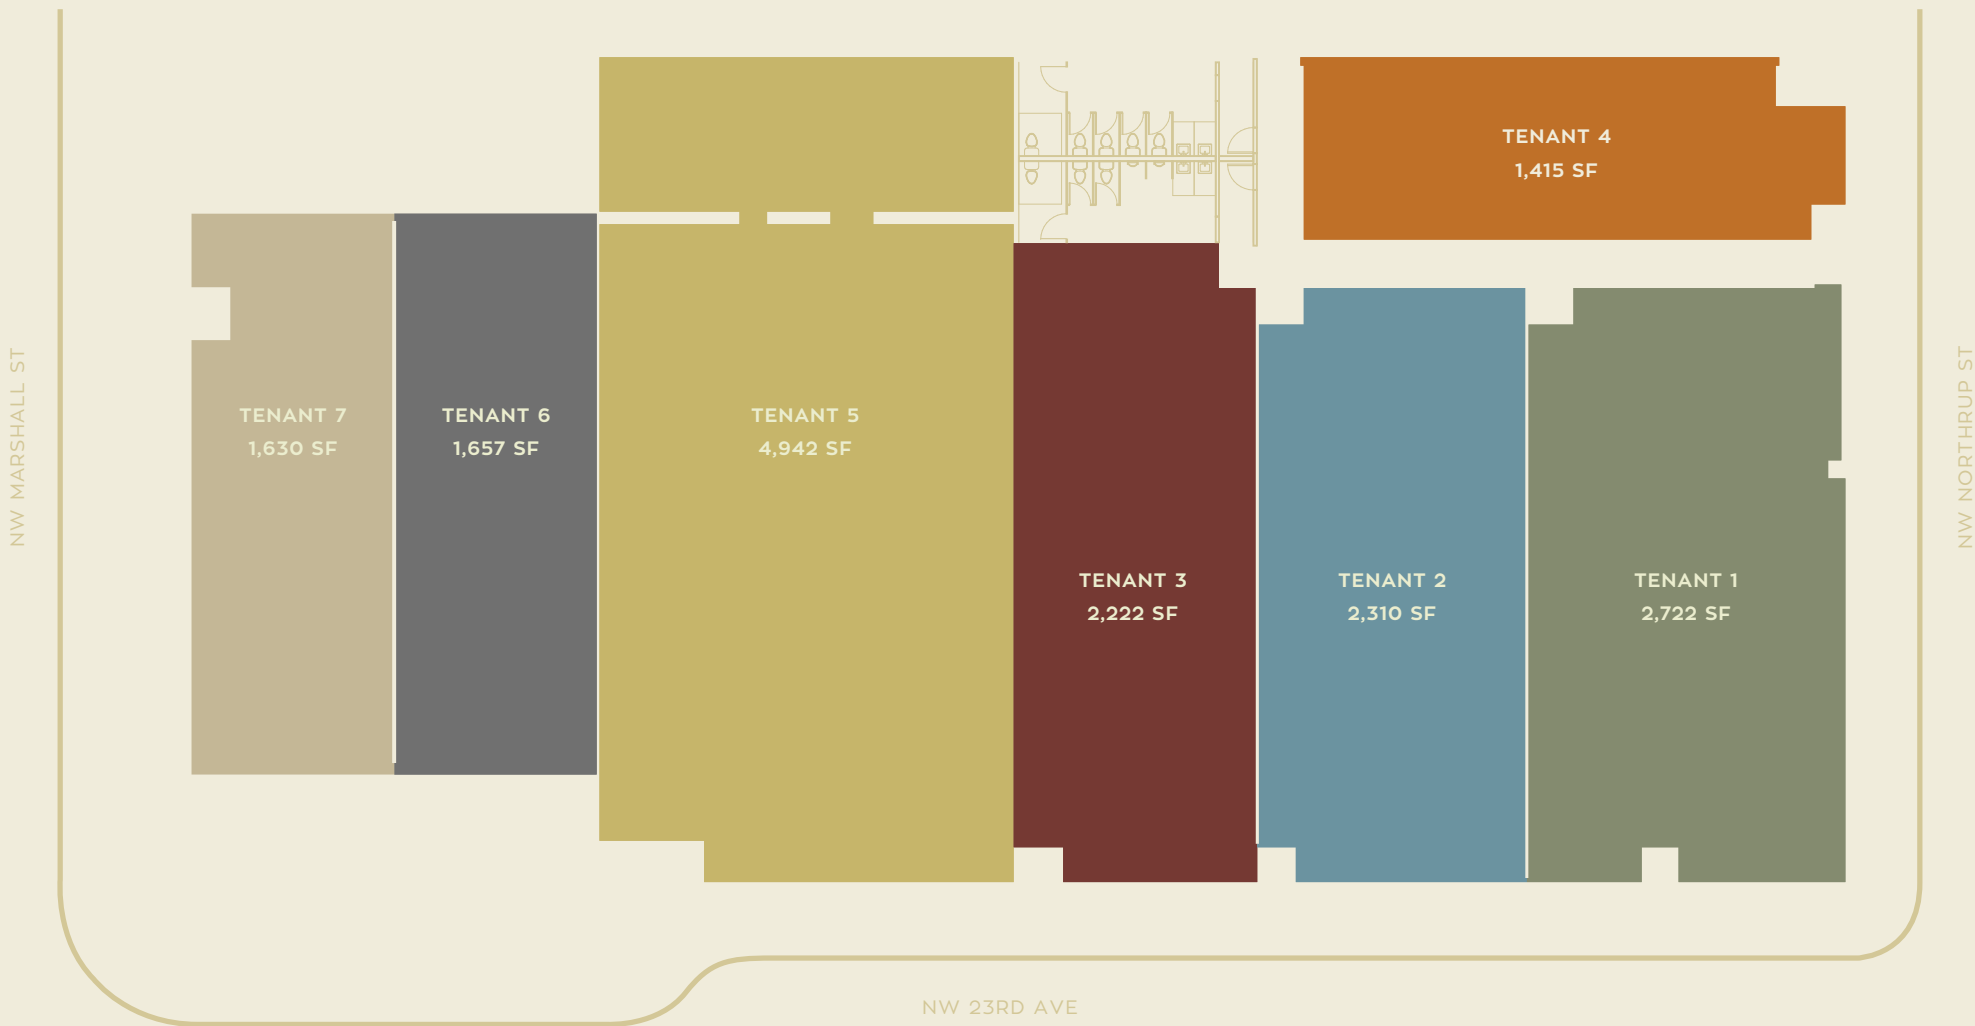 TENANT 4
1,415 SF
NW MARSHALL ST
TENANT 7
1,630 SF
TENANT 6
1,657 SF
TENANT 5
4,942 SF
TENANT 3
2,222 SF
TENANT 2
2,310 SF
TENANT 1
2,722 SF
NW NORTHRUP ST
NW 23RD AVE